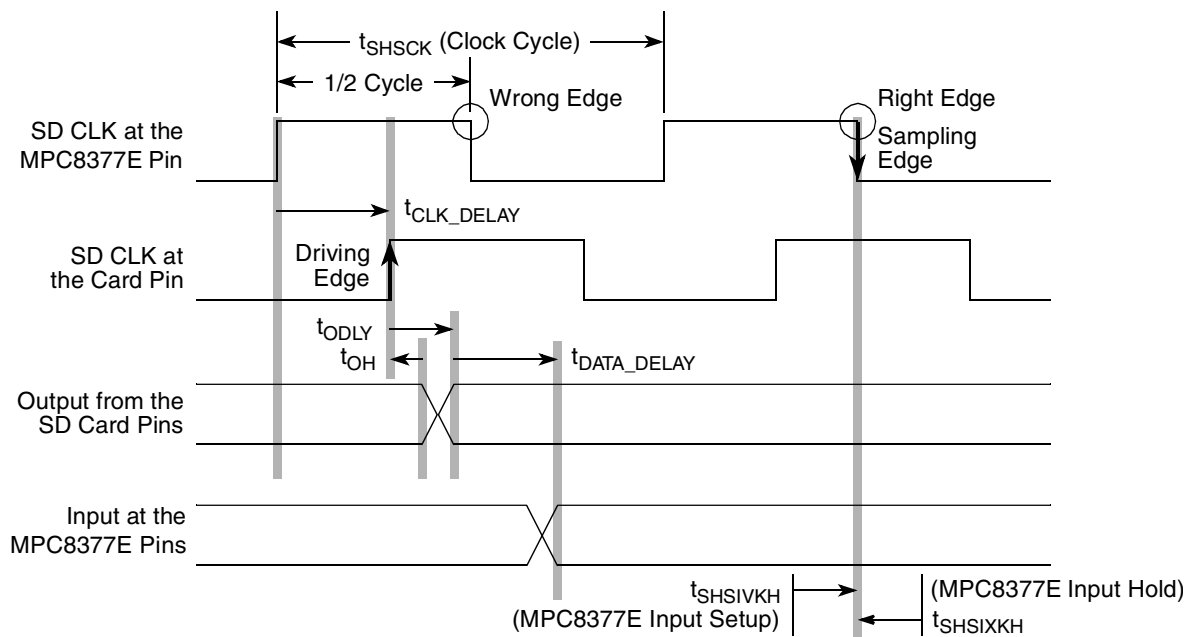 tSHSCK (Clock Cycle)
1/2 Cycle
Wrong Edge
Right Edge
SD CLK at the
MPC8377E Pin
Sampling
Edge
tCLK_DELAY
SD CLK at
the Card Pin
Driving
Edge
tODLY
tOH
tDATA_DELAY
Output from the
SD Card Pins
Input at the
MPC8377E Pins
tSHSIVKH
(MPC8377E Input Setup)
(MPC8377E Input Hold)
tSHSIXKH